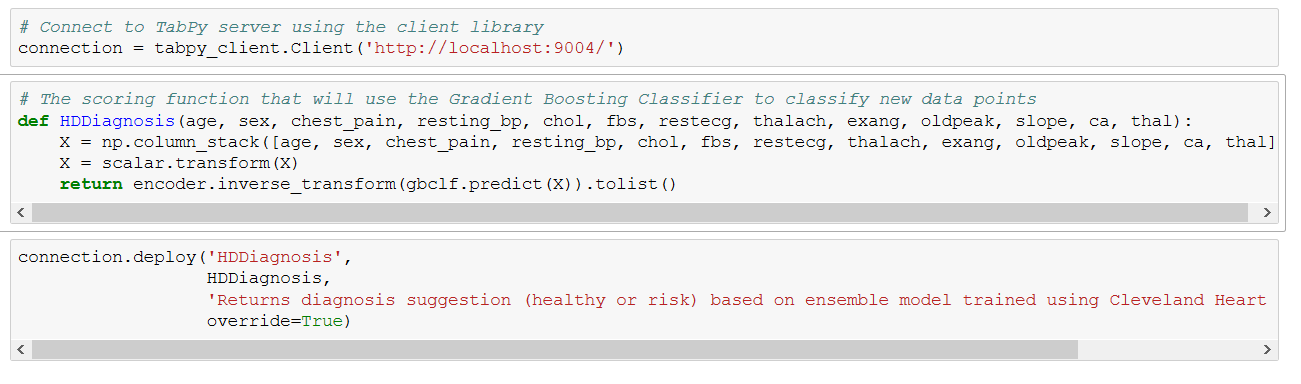 # Connect to TabPy server using the client library
connection = tabpy_client.Client('http://localhost:9004/')
# The scoring function that will use the Gradient Boosting Classifier to classify new data points
def HDDiagnosis(age, sex, chest_pain, resting_bp, chol, fbs, restecg, thalach, exang, oldpeak, slope, ca, thal):
    X = np.column_stack([age, sex, chest_pain, resting_bp, chol, fbs, restecg, thalach, exang, oldpeak, slope, ca, thal]
    X = scalar.transform(X)
    return encoder.inverse_transform(gbclf.predict(X)).tolist()
connection.deploy('HDDiagnosis',
                  HDDiagnosis,
                  'Returns diagnosis suggestion (healthy or risk) based on ensemble model trained using Cleveland Heart
                  override=True)